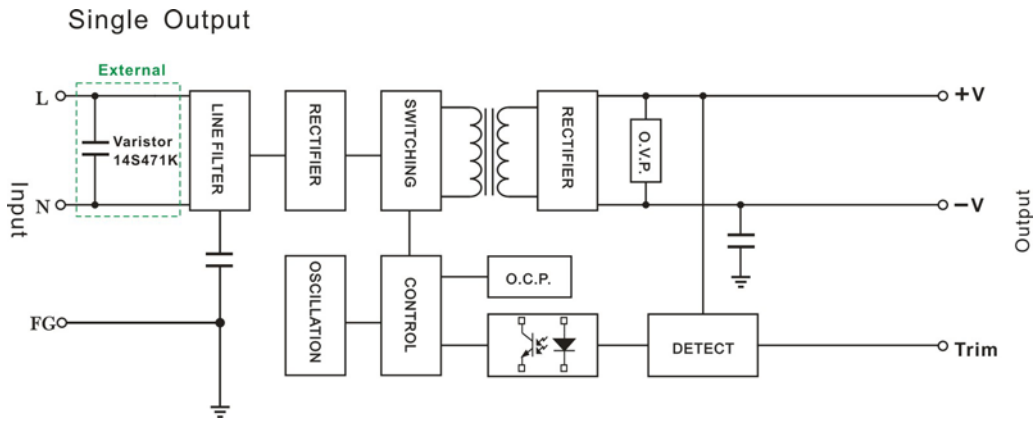 Single Output
External
L
Varistor
14S471K
N
Input
FG
LINE FILTER
RECTIFIER
SWITCHING
RECTIFIER
O.V.P.
+V
-V
Output
OSCILLATION
CONTROL
O.C.P.
DETECT
Trim